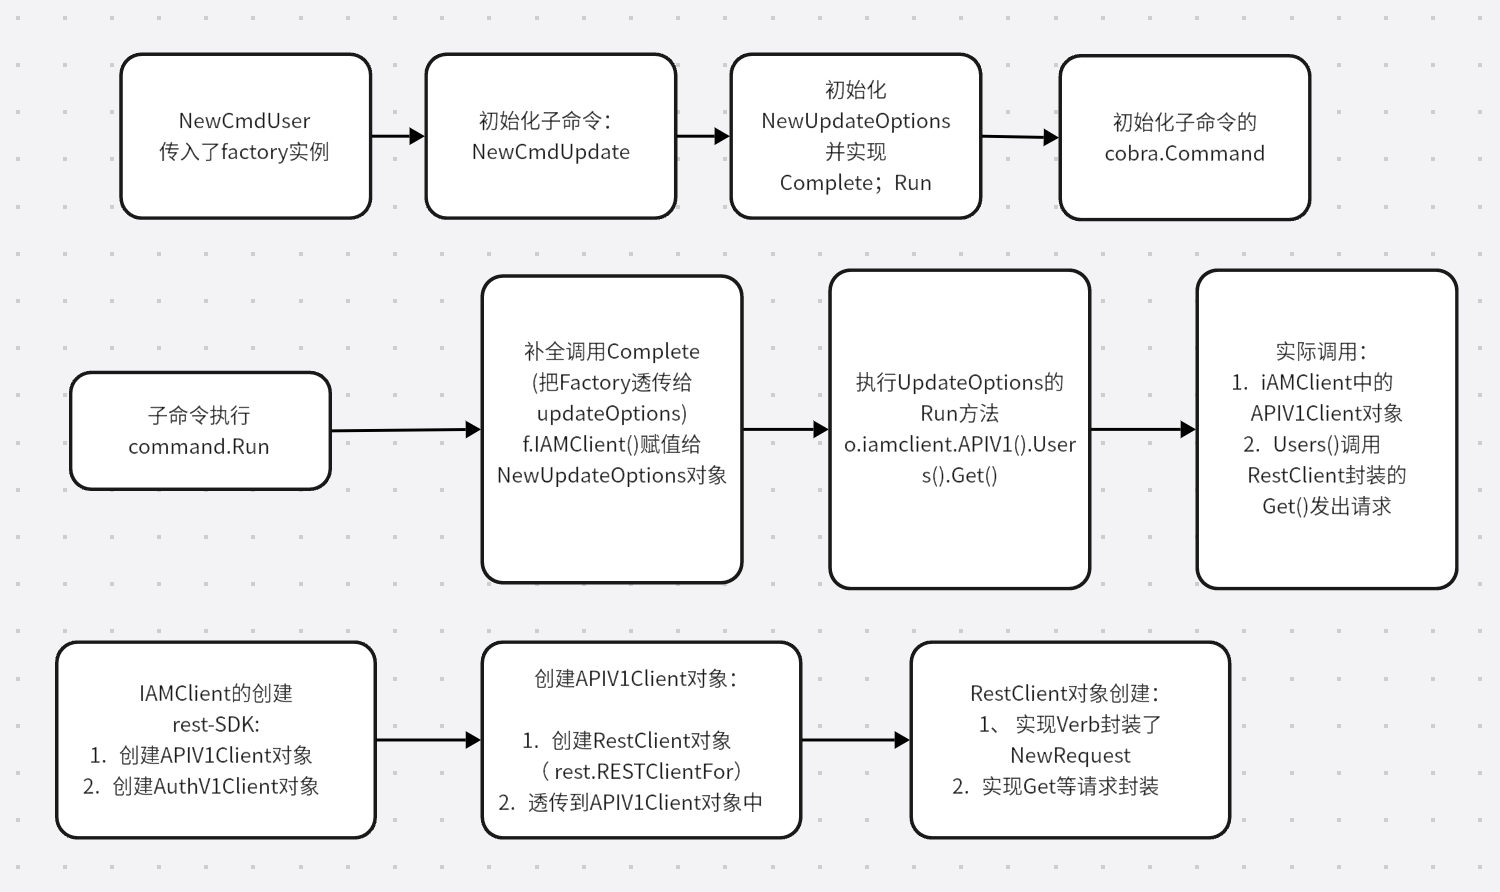 NewCmdUser
传入了factory实例
初始化子命令：
NewCmdUpdate
初始化
NewUpdateOptions
并实现
Complete；Run
初始化子命令的
cobra.Command
子命令执行
command.Run
补全调用Complete
(把Factory透传给
updateOptions)
f.IAMClient()赋值给
NewUpdateOptions对象
执行UpdateOptions的
Run方法
o.iamclient.APIV1().User
s().Get()
实际调用：
1. iAMClient中的
APIV1Client对象
2. Users()调用
RestClient封装的
Get()发出请求
IAMClient的创建
rest-SDK:
1. 创建APIV1Client对象
2. 创建AuthV1Client对象
创建APIV1Client对象：
1. 创建RestClient对象
（rest.RESTClientFor）
2. 透传到APIV1Client对象中
RestClient对象创建：
1、 实现Verb封装了
NewRequest
2. 实现Get等请求封装